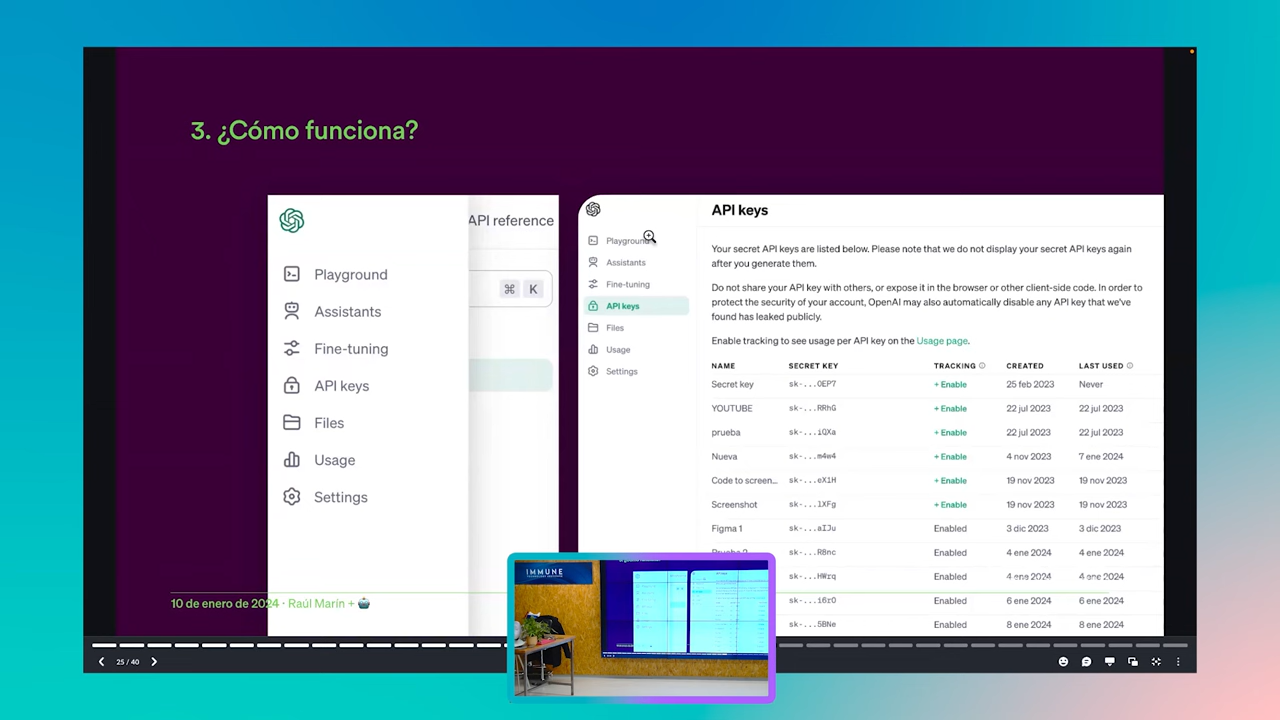 3. ¿Cómo funciona?
API reference
Playground
Assistants
Fine-tuning
API keys
Files
Usage
Settings
⌘ K
Playground
Assistants
Fine-tuning
API keys
Files
Usage
Settings
API keys
Your secret API keys are listed below. Please note that we do not display your secret API keys again
after you generate them.
Do not share your API key with others, or expose it in the browser or other client-side code. In order to
protect the security of your account, OpenAI may also automatically disable any API key that we've
found has leaked publicly.
Enable tracking to see usage per API key on the Usage page.
NAME SECRET KEY TRACKING CREATED LAST USED
Secret key sk-...OEP7 + Enable 25 feb 2023 Never
YOUTUBE sk-...RRhG + Enable 22 jul 2023 22 jul 2023
prueba sk-...iQXa + Enable 22 jul 2023 22 jul 2023
Nueva sk-...m4w4 + Enable 4 nov 2023 7 ene 2024
Code to screen... sk-...eX1H + Enable 19 nov 2023 19 nov 2023
Screenshot sk-...lXFg + Enable 19 nov 2023 19 nov 2023
Figma 1 sk-...aIJu Enabled 3 dic 2023 3 dic 2023
sk-...R8nc Enabled 4 ene 2024 4 ene 2024
sk-...HWrq Enabled 4 ene 2024 4 ene 2024
sk-...i6rO Enabled 6 ene 2024 6 ene 2024
sk-...5BNe Enabled 8 ene 2024 8 ene 2024
10 de enero de 2024 · Raúl Marín +
IMMUNE
25 / 40